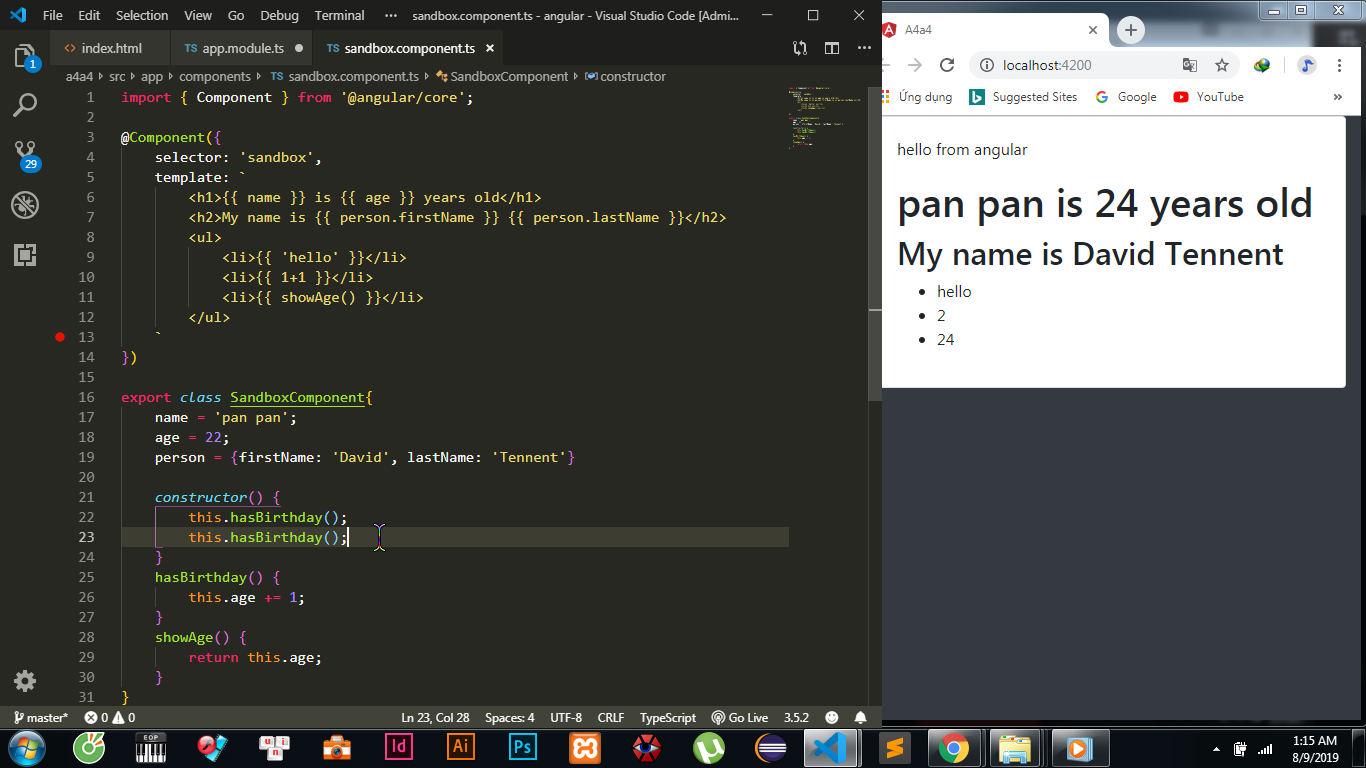 File Edit Selection View Go Debug Terminal ··· sandbox.component.ts - angular - Visual Studio Code [Admi...
<> index.html TS app.module.ts TS sandbox.component.ts
a4a4 > src > app > components > TS sandbox.component.ts > SandboxComponent > constructor
1 import { Component } from '@angular/core';
2
3 @Component({
4 selector: 'sandbox',
5 template: `
6 <h1>{{ name }} is {{ age }} years old</h1>
7 <h2>My name is {{ person.firstName }} {{ person.lastName }}</h2>
8 <ul>
9 <li>{{ 'hello' }}</li>
10 <li>{{ 1+1 }}</li>
11 <li>{{ showAge() }}</li>
12 </ul>
13 `
14 })
15
16 export class SandboxComponent{
17 name = 'pan pan';
18 age = 22;
19 person = {firstName: 'David', lastName: 'Tennent'}
20
21 constructor() {
22 this.hasBirthday();
23 this.hasBirthday();
24 }
25 hasBirthday() {
26 this.age += 1;
27 }
28 showAge() {
29 return this.age;
30 }
31 }
1
29
master* 0 0 Ln 23, Col 28 Spaces: 4 UTF-8 CRLF TypeScript Go Live 3.5.2
A4a4
localhost:4200
Ứng dụng Suggested Sites Google YouTube »
hello from angular
pan pan is 24 years old
My name is David Tennent
• hello
• 2
• 24
EOP u n i Id Ai Ps
1:15 AM
8/9/2019